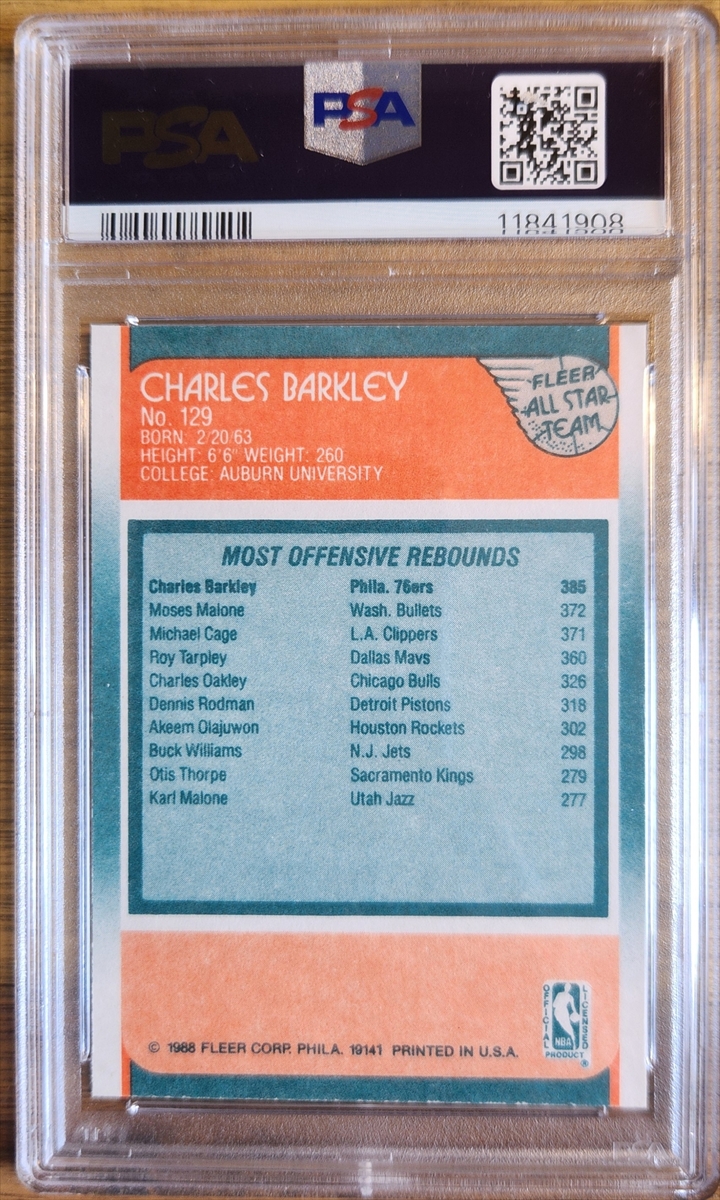 PSA PSA
11841908
CHARLES BARKLEY
No. 129
BORN: 2/20/63
HEIGHT: 6'6" WEIGHT: 260
COLLEGE: AUBURN UNIVERSITY
FLEER
ALL STAR
TEAM
MOST OFFENSIVE REBOUNDS
Charles Barkley Phila. 76ers 385
Moses Malone Wash. Bullets 372
Michael Cage L.A. Clippers 371
Roy Tarpley Dallas Mavs 360
Charles Oakley Chicago Bulls 326
Dennis Rodman Detroit Pistons 318
Akeem Olajuwon Houston Rockets 302
Buck Williams N.J. Jets 298
Otis Thorpe Sacramento Kings 279
Karl Malone Utah Jazz 277
OFFICIAL LICENSED
NBA
PRODUCT ®
© 1988 FLEER CORP. PHILA. 19141 PRINTED IN U.S.A.
PSA